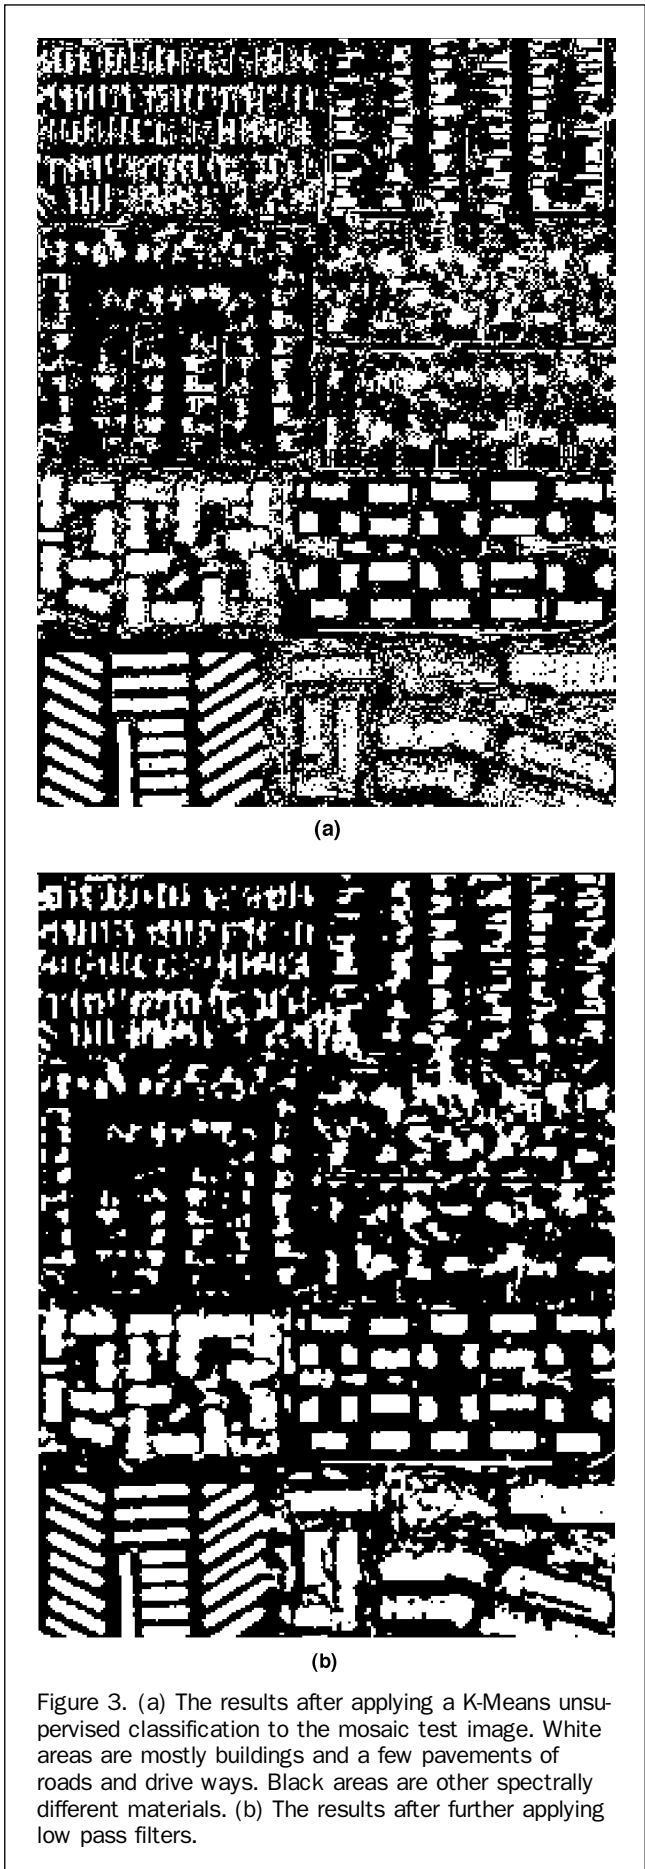 (a)
(b)
Figure 3. (a) The results after applying a K-Means unsu-
pervised classification to the mosaic test image. White
areas are mostly buildings and a few pavements of
roads and drive ways. Black areas are other spectrally
different materials. (b) The results after further applying
low pass filters.